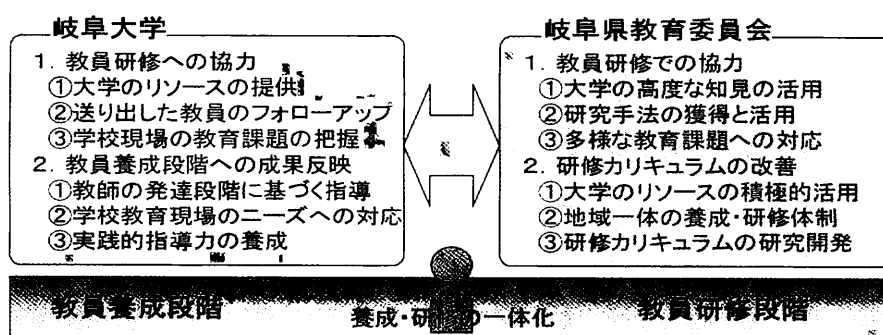 岐阜大学
1. 教員研修への協力
①大学のリソースの提供
②送り出した教員のフォローアップ
③学校現場の教育課題の把握
2. 教員養成段階への成果反映
①教師の発達段階に基づく指導
②学校教育現場のニーズへの対応
③実践的指導力の養成
岐阜県教育委員会
1. 教員研修での協力
①大学の高度な知見の活用
②研究手法の獲得と活用
③多様な教育課題への対応
2. 研修カリキュラムの改善
①大学のリソースの積極的活用
②地域一体の養成・研修体制
③研修カリキュラムの研究開発
教員養成段階
養成・研修の一体化
教員研修段階